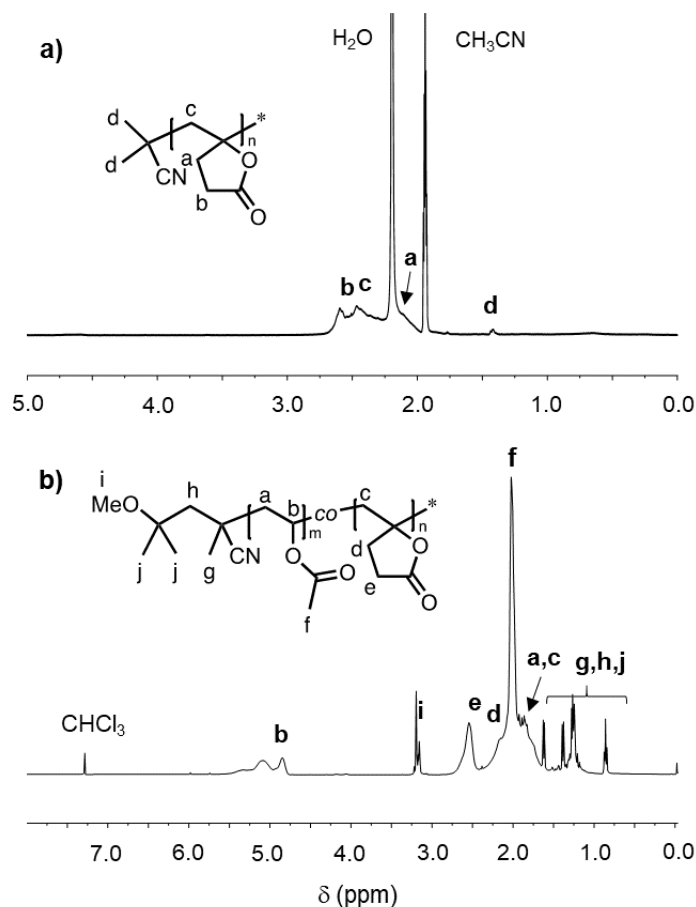 a)
H₂O
CH₃CN
d
c
*
n
d
a
O
CN
b
O
b
c
a
d
5.0 4.0 3.0 2.0 1.0 0.0
b)
f
i
MeO
h
a
b
co
c
*
m
n
j
j
g
CN
O
O
d
O
e
O
f
a,c
g,h,j
CHCl₃
b
i
e
d
7.0 6.0 5.0 4.0 3.0 2.0 1.0 0.0
δ (ppm)